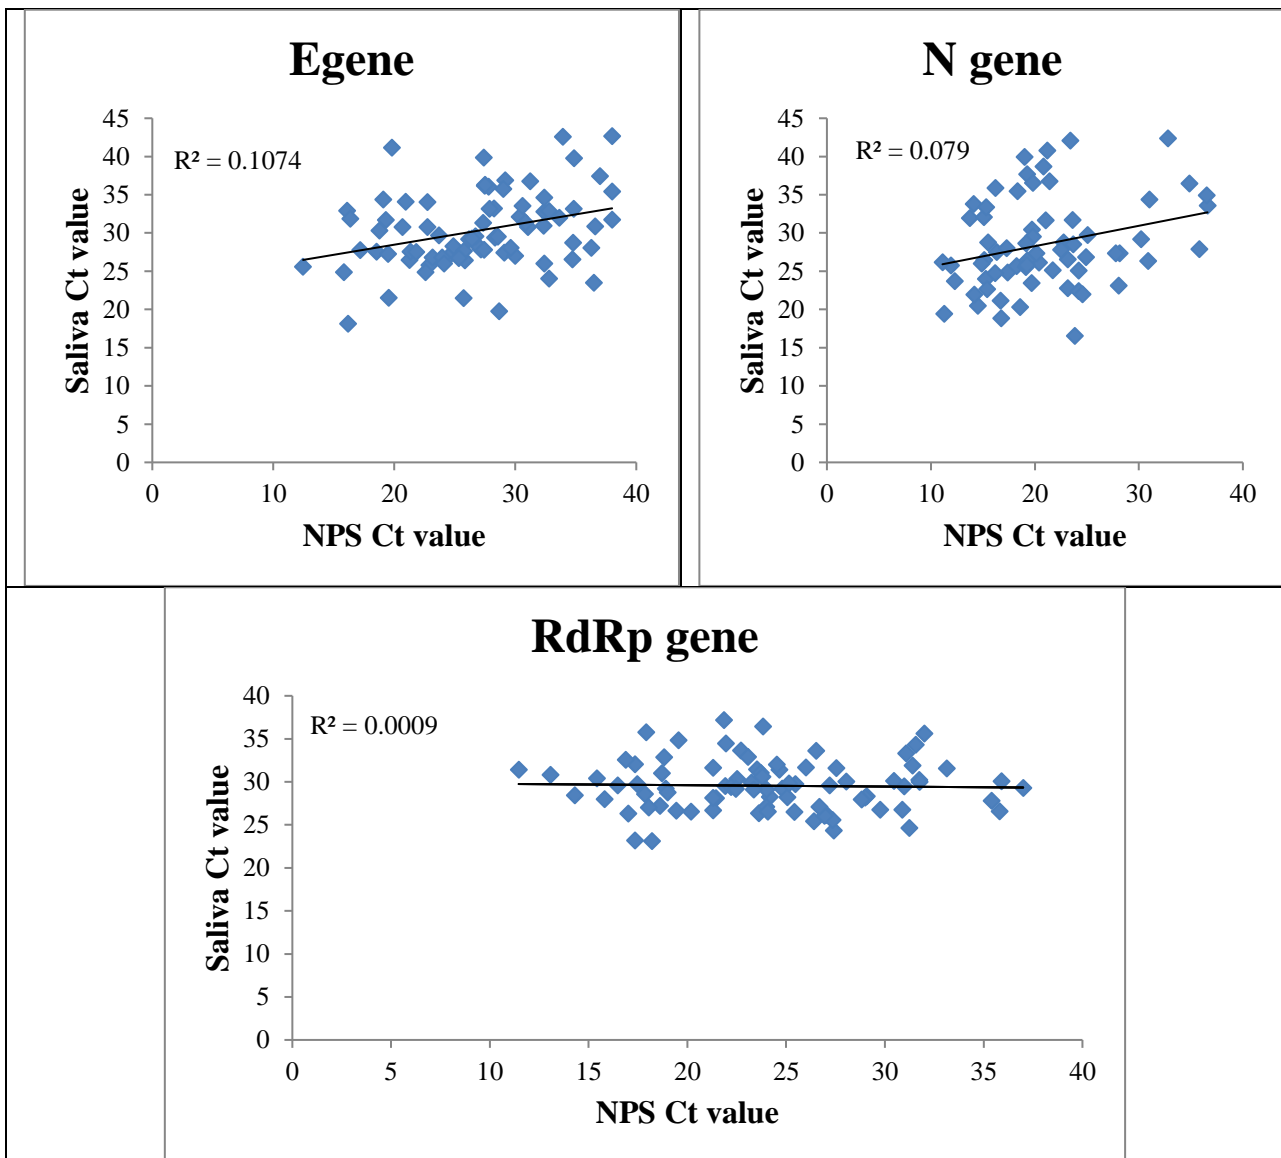 Egene
R² = 0.1074
45
40
35
30
25
20
15
10
5
0
Saliva Ct value
0 10 20 30 40
NPS Ct value
N gene
R² = 0.079
45
40
35
30
25
20
15
10
5
0
Saliva Ct value
0 10 20 30 40
NPS Ct value
RdRp gene
R² = 0.0009
40
35
30
25
20
15
10
5
0
Saliva Ct value
0 5 10 15 20 25 30 35 40
NPS Ct value